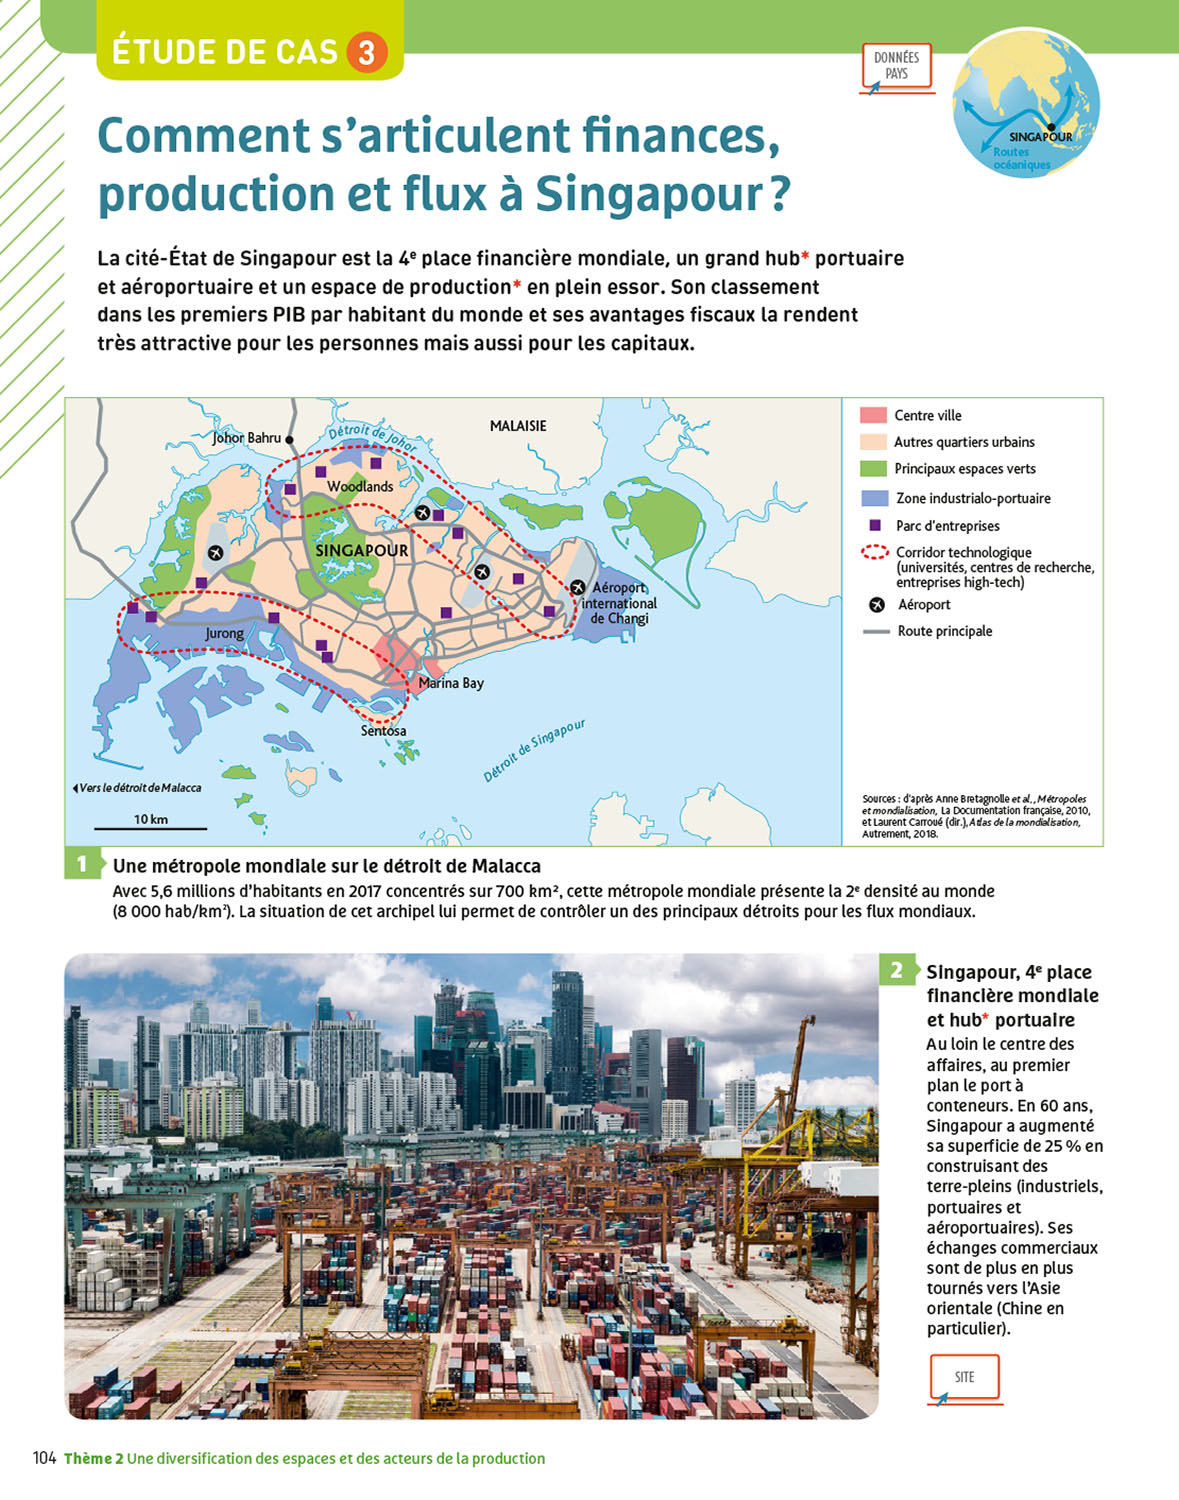 ÉTUDE DE CAS 3
DONNÉES
PAYS
SINGAPOUR
Routes
océaniques
Comment s'articulent finances,
production et flux à Singapour ?
La cité-État de Singapour est la 4e place financière mondiale, un grand hub* portuaire
et aéroportuaire et un espace de production* en plein essor. Son classement
dans les premiers PIB par habitant du monde et ses avantages fiscaux la rendent
très attractive pour les personnes mais aussi pour les capitaux.
Johor Bahru
Détroit de Johor
MALAISIE
Woodlands
SINGAPOUR
Aéroport
international
de Changi
Jurong
Marina Bay
Sentosa
Détroit de Singapour
Vers le détroit de Malacca
10 km
Centre ville
Autres quartiers urbains
Principaux espaces verts
Zone industrialo-portuaire
Parc d'entreprises
Corridor technologique
(universités, centres de recherche,
entreprises high-tech)
Aéroport
Route principale
Sources : d'après Anne Bretagnolle et al., Métropoles
et mondialisation, La Documentation française, 2010,
et Laurent Carroué (dir.), Atlas de la mondialisation,
Autrement, 2018.
1 Une métropole mondiale sur le détroit de Malacca
Avec 5,6 millions d'habitants en 2017 concentrés sur 700 km², cette métropole mondiale présente la 2e densité au monde
(8 000 hab/km²). La situation de cet archipel lui permet de contrôler un des principaux détroits pour les flux mondiaux.
2 Singapour, 4e place
financière mondiale
et hub* portuaire
Au loin le centre des
affaires, au premier
plan le port à
conteneurs. En 60 ans,
Singapour a augmenté
sa superficie de 25 % en
construisant des
terre-pleins (industriels,
portuaires et
aéroportuaires). Ses
échanges commerciaux
sont de plus en plus
tournés vers l'Asie
orientale (Chine en
particulier).
SITE
104 Thème 2 Une diversification des espaces et des acteurs de la production